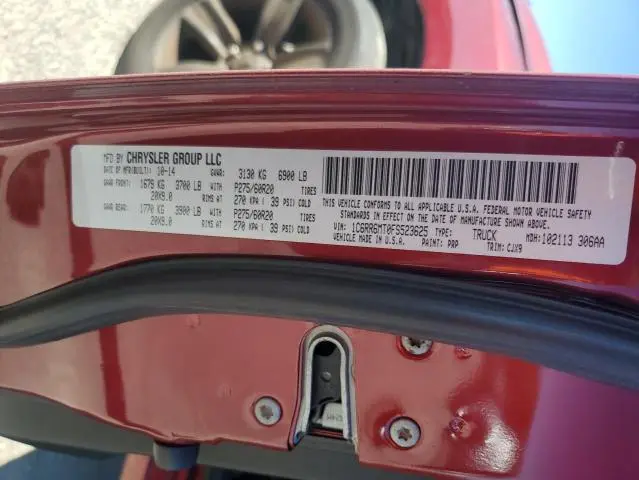 MFD BY CHRYSLER GROUP LLC
DATE OF MFR(BUILT): 10-14 GVWR: 3130 KG 6900 LB
GAWR FRONT: 1679 KG 3700 LB WITH P275/60R20 TIRES
20X9.0 RIMS AT 270 KPA ( 39 PSI) COLD
GAWR REAR: 1770 KG 3900 LB WITH P275/60R20 TIRES
20X9.0 RIMS AT 270 KPA ( 39 PSI) COLD
THIS VEHICLE CONFORMS TO ALL APPLICABLE U.S.A. FEDERAL MOTOR VEHICLE SAFETY
STANDARDS IN EFFECT ON THE DATE OF MANUFACTURE SHOWN ABOVE.
VIN: 1C6RR6MT0FS523625 TYPE: TRUCK MDH: 102113 306AA
VEHICLE MADE IN U.S.A. PAINT: PRP TRIM: CJX9